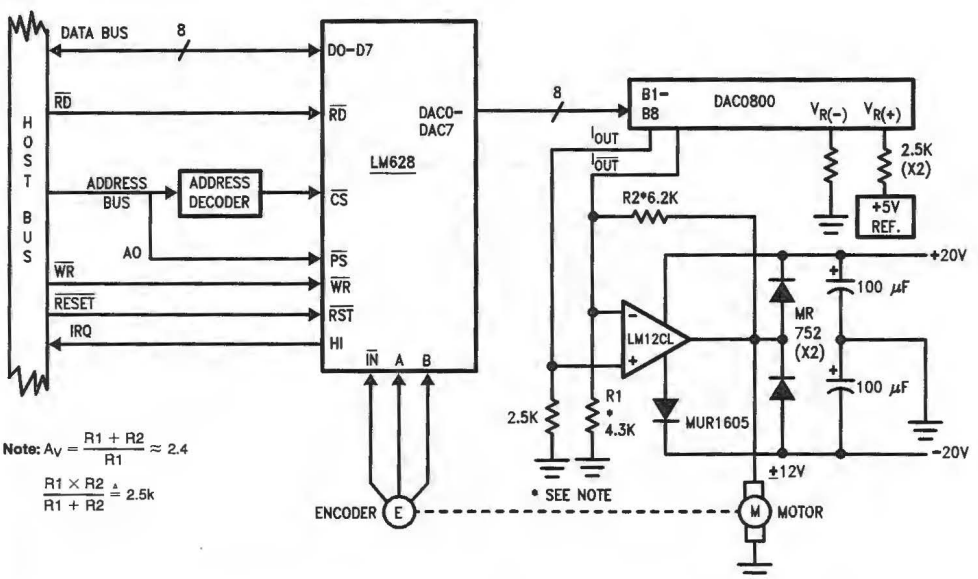 HOST BUS
DATA BUS
8
D0-D7
RD
RD
ADDRESS BUS
ADDRESS DECODER
CS
A0
PS
WR
WR
RESET
RST
IRQ
HI
IN A B
LM628
DAC0-DAC7
8
B1-B8
DAC0800
VR(-)
VR(+)
IOUT
IOUT
2.5K (X2)
+5V REF.
R2*6.2K
+20V
+
100 μF
LM12CL
-
+
MR 752 (X2)
+
100 μF
2.5K
R1 * 4.3K
MUR1605
-20V
±12V
* SEE NOTE
ENCODER
E
M
MOTOR
Note: AV = R1 + R2 / R1 ≈ 2.4
R1 × R2 / R1 + R2 ≙ 2.5k